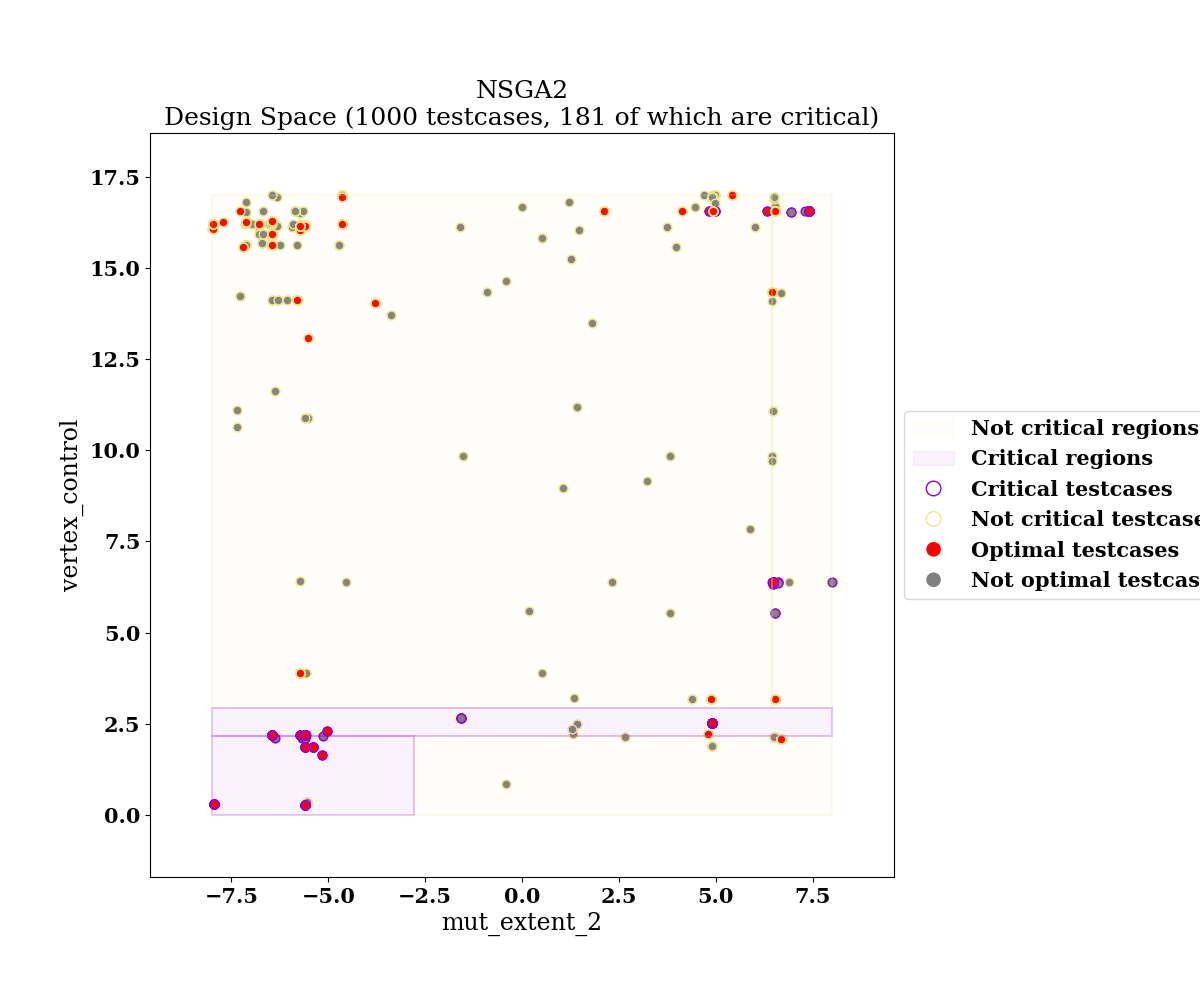 NSGA2
Design Space (1000 testcases, 181 of which are critical)
17.5
15.0
12.5
10.0
7.5
5.0
2.5
0.0
vertex_control
−7.5
−5.0
−2.5
0.0
2.5
5.0
7.5
mut_extent_2
Not critical regions
Critical regions
Critical testcases
Not critical testcase
Optimal testcases
Not optimal testcas